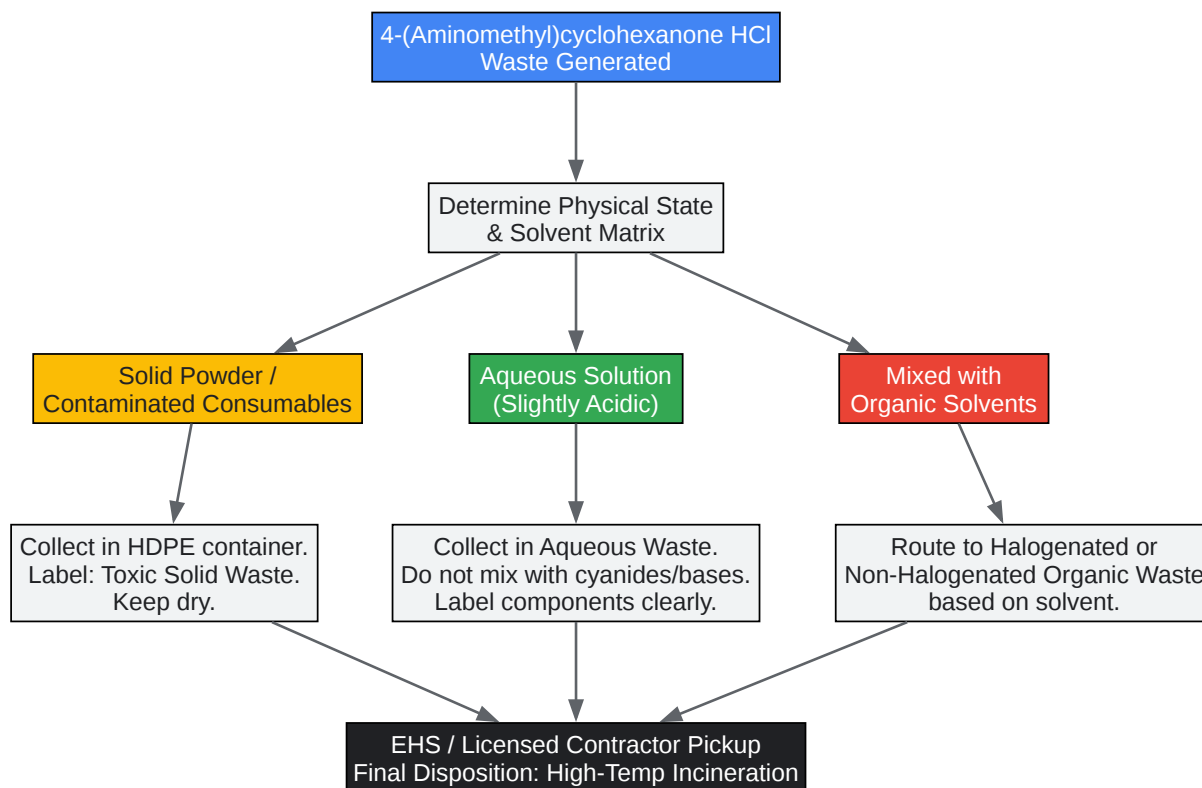 4-(Aminomethyl)cyclohexanone HCl
Waste Generated
Determine Physical State
& Solvent Matrix
Solid Powder /
Contaminated Consumables
Aqueous Solution
(Slightly Acidic)
Mixed with
Organic Solvents
Collect in HDPE container.
Label: Toxic Solid Waste.
Keep dry.
Collect in Aqueous Waste.
Do not mix with cyanides/bases.
Label components clearly.
Route to Halogenated or
Non-Halogenated Organic Waste
based on solvent.
EHS / Licensed Contractor Pickup
Final Disposition: High-Temp Incineration